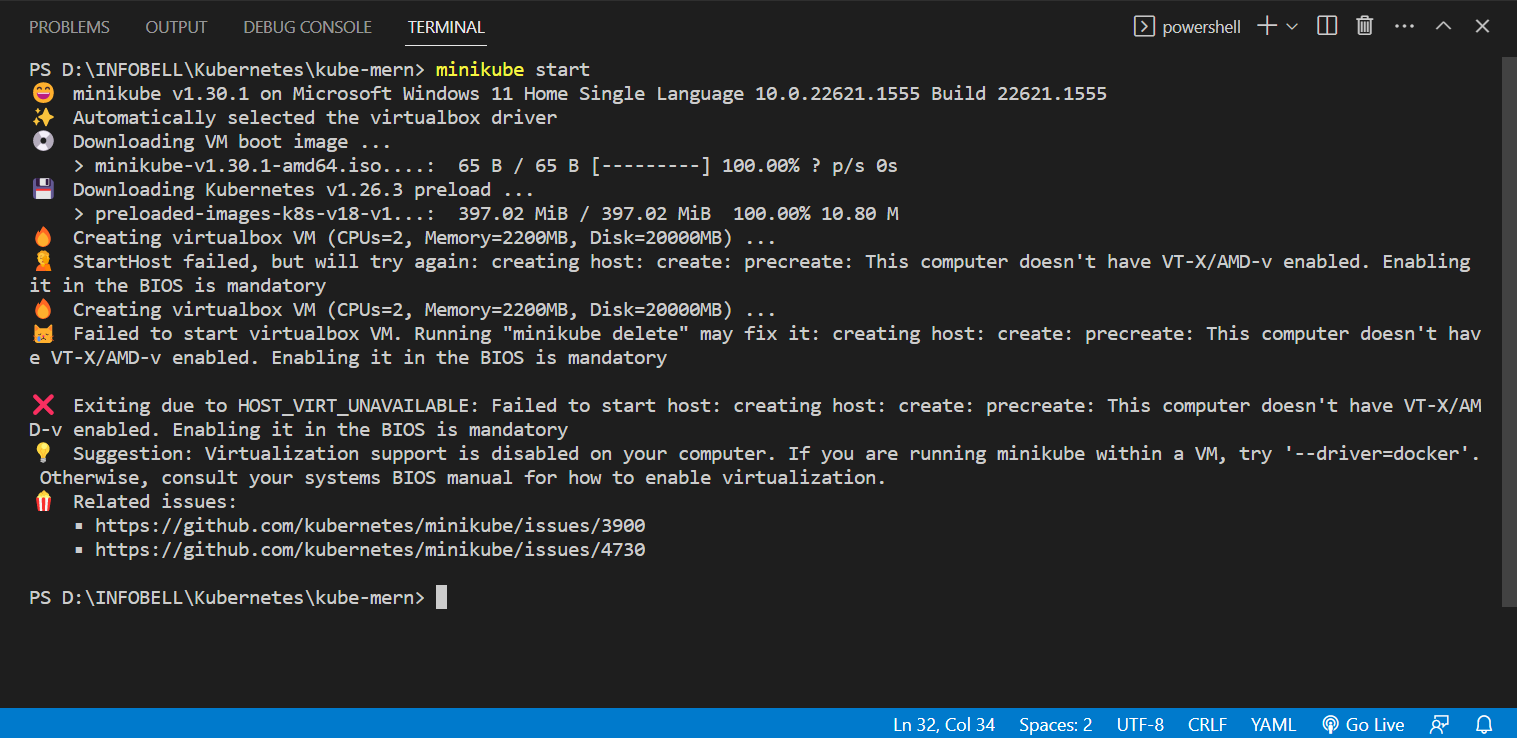 PROBLEMS OUTPUT DEBUG CONSOLE TERMINAL powershell
PS D:\INFOBELL\Kubernetes\kube-mern> minikube start
😄 minikube v1.30.1 on Microsoft Windows 11 Home Single Language 10.0.22621.1555 Build 22621.1555
✨ Automatically selected the virtualbox driver
💿 Downloading VM boot image ...
> minikube-v1.30.1-amd64.iso....: 65 B / 65 B [---------] 100.00% ? p/s 0s
💾 Downloading Kubernetes v1.26.3 preload ...
> preloaded-images-k8s-v18-v1...: 397.02 MiB / 397.02 MiB 100.00% 10.80 M
🔥 Creating virtualbox VM (CPUs=2, Memory=2200MB, Disk=20000MB) ...
🤦 StartHost failed, but will try again: creating host: create: precreate: This computer doesn't have VT-X/AMD-v enabled. Enabling
it in the BIOS is mandatory
🔥 Creating virtualbox VM (CPUs=2, Memory=2200MB, Disk=20000MB) ...
😿 Failed to start virtualbox VM. Running "minikube delete" may fix it: creating host: create: precreate: This computer doesn't hav
e VT-X/AMD-v enabled. Enabling it in the BIOS is mandatory
❌ Exiting due to HOST_VIRT_UNAVAILABLE: Failed to start host: creating host: create: precreate: This computer doesn't have VT-X/AM
D-v enabled. Enabling it in the BIOS is mandatory
💡 Suggestion: Virtualization support is disabled on your computer. If you are running minikube within a VM, try '--driver=docker'.
Otherwise, consult your systems BIOS manual for how to enable virtualization.
🍿 Related issues:
▪ https://github.com/kubernetes/minikube/issues/3900
▪ https://github.com/kubernetes/minikube/issues/4730
PS D:\INFOBELL\Kubernetes\kube-mern>
Ln 32, Col 34 Spaces: 2 UTF-8 CRLF YAML Go Live